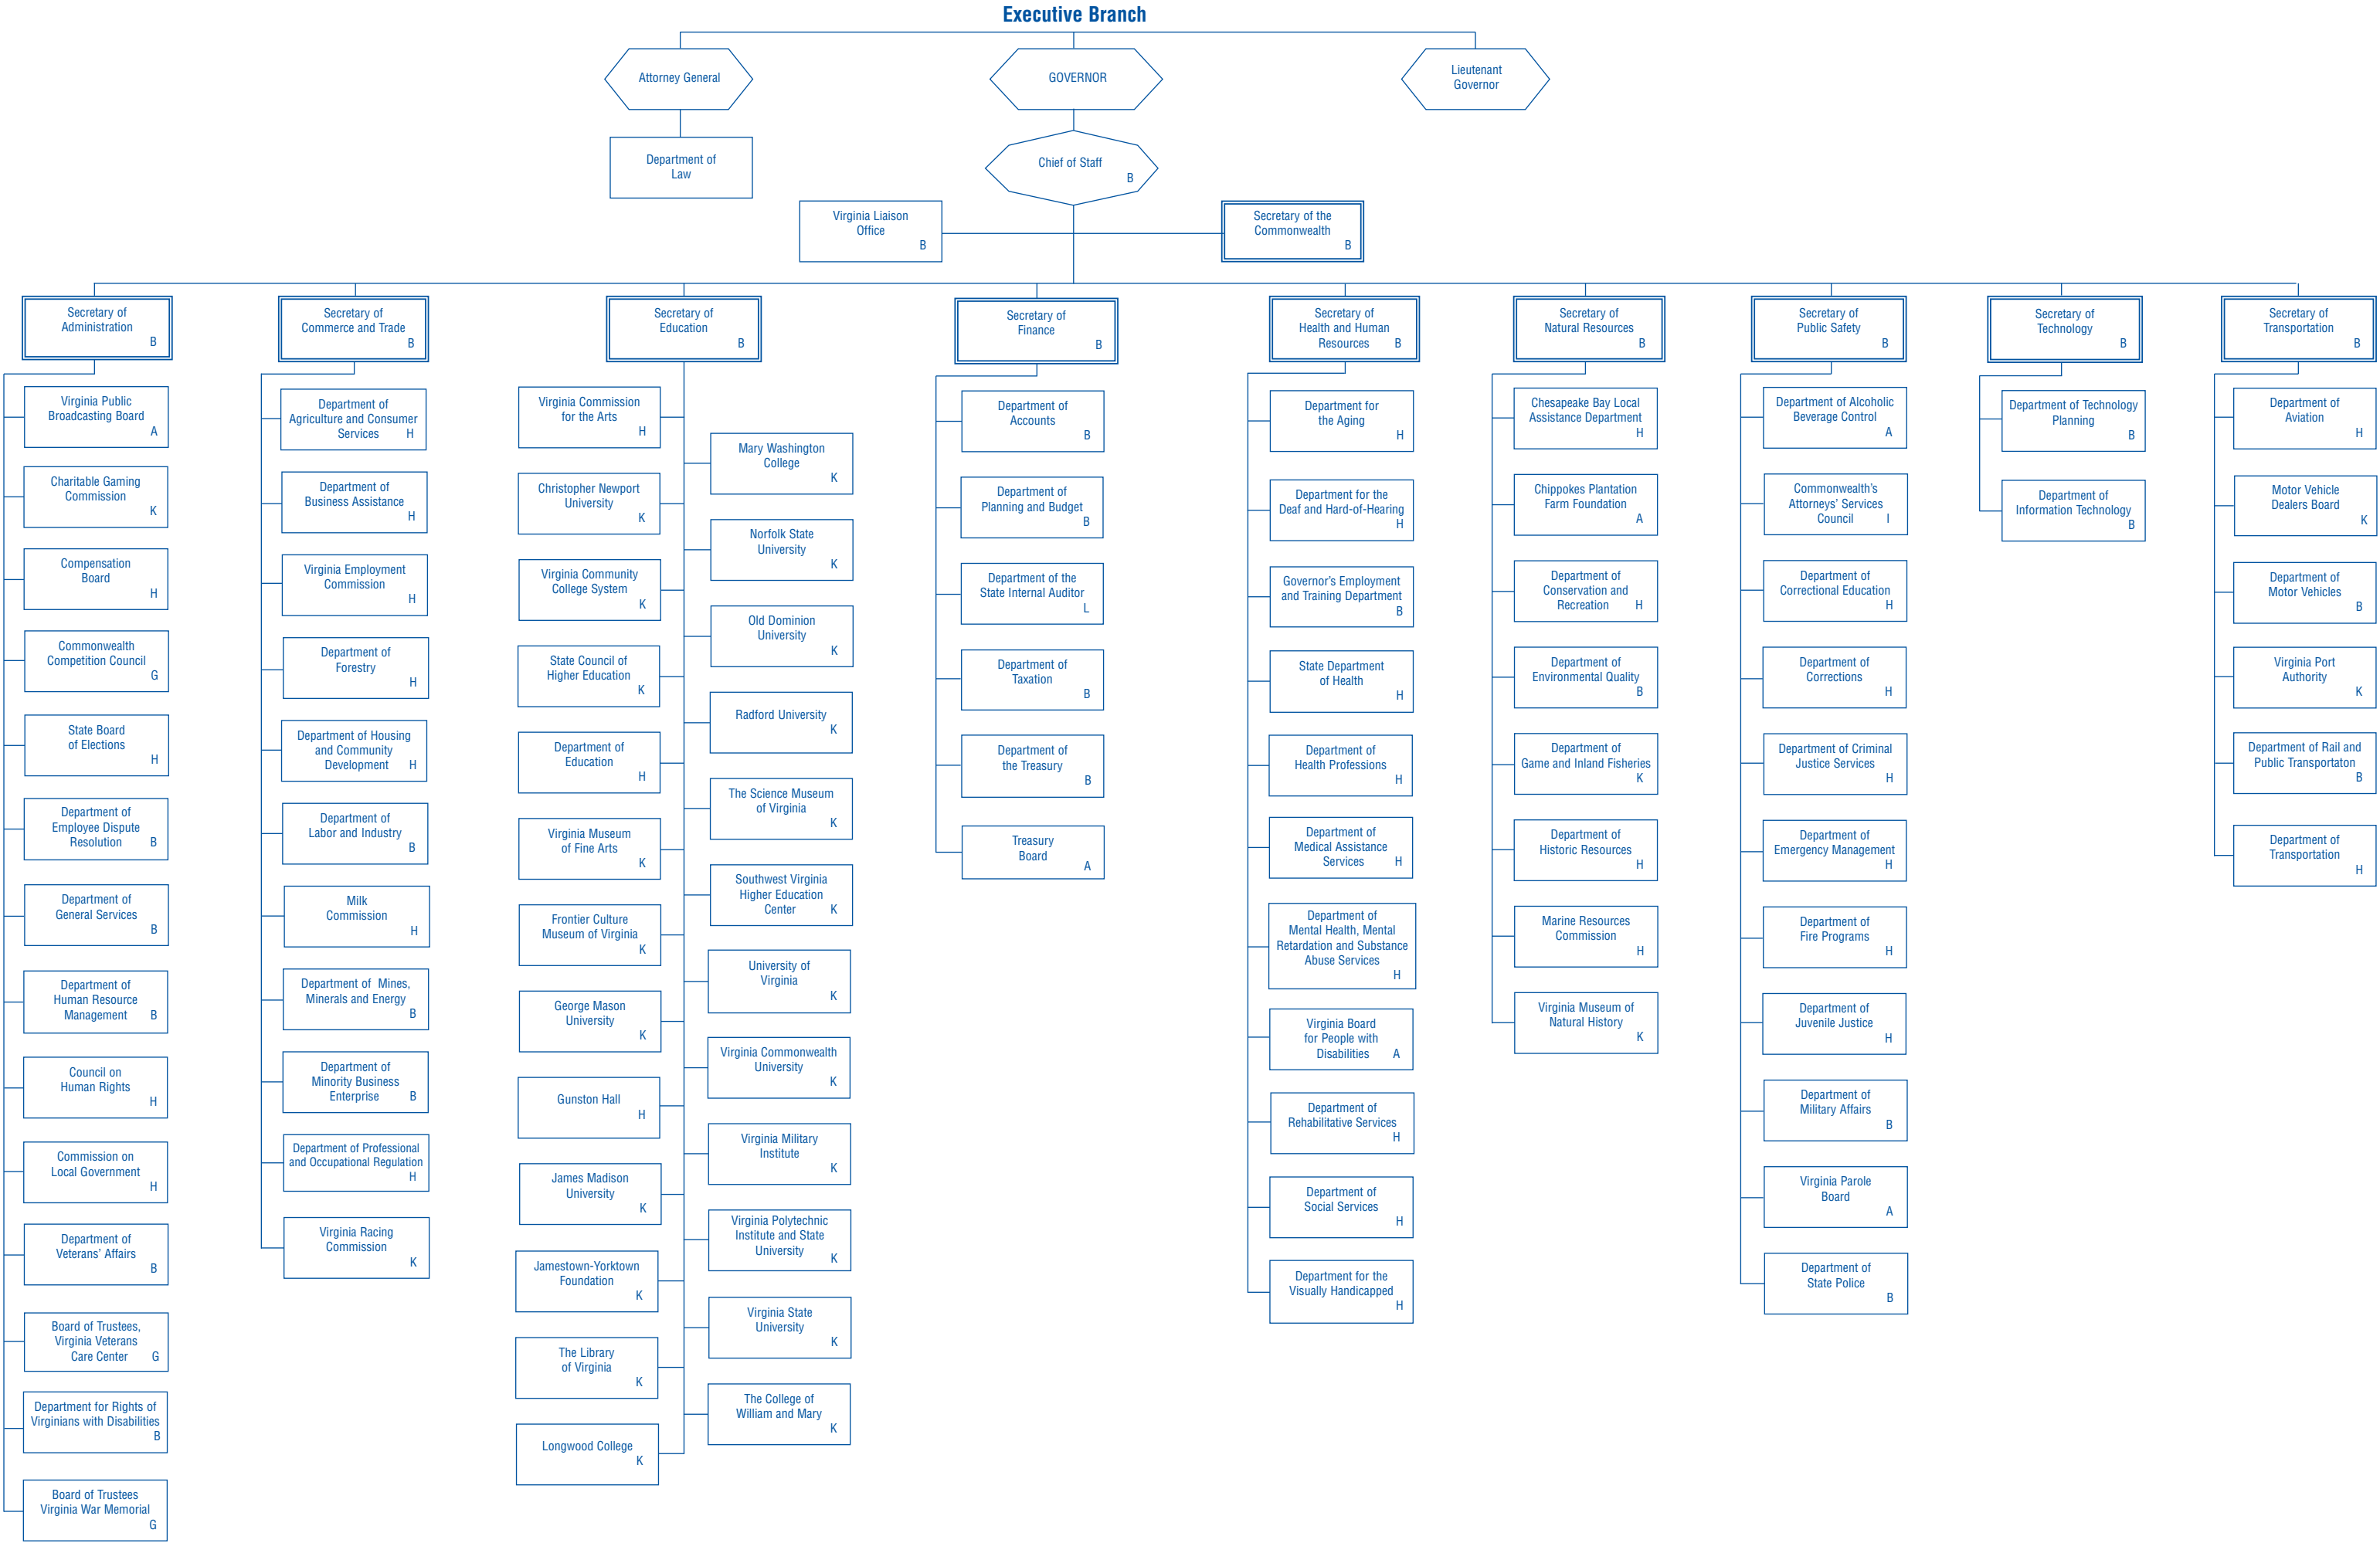 Executive Branch
Attorney General
GOVERNOR
Lieutenant
Governor
Department of
Law
Chief of Staff
B
Virginia Liaison
Office
B
Secretary of the
Commonwealth
B
Secretary of
Administration
B
Virginia Public
Broadcasting Board
A
Charitable Gaming
Commission
K
Compensation
Board
H
Commonwealth
Competition Council
G
State Board
of Elections
H
Department of
Employee Dispute
Resolution B
Department of
General Services
B
Department of
Human Resource
Management B
Council on
Human Rights
H
Commission on
Local Government
H
Department of
Veterans' Affairs
B
Board of Trustees,
Virginia Veterans
Care Center G
Department for Rights of
Virginians with Disabilities
B
Board of Trustees
Virginia War Memorial
G
Secretary of
Commerce and Trade
B
Department of
Agriculture and Consumer
Services H
Department of
Business Assistance
H
Virginia Employment
Commission
H
Department of
Forestry
H
Department of Housing
and Community
Development H
Department of
Labor and Industry
B
Milk
Commission
H
Department of Mines,
Minerals and Energy
B
Department of
Minority Business
Enterprise B
Department of Professional
and Occupational Regulation
H
Virginia Racing
Commission
K
Secretary of
Education
B
Virginia Commission
for the Arts
H
Christopher Newport
University
K
Virginia Community
College System
K
State Council of
Higher Education
K
Department of
Education
H
Virginia Museum
of Fine Arts
K
Frontier Culture
Museum of Virginia
K
George Mason
University
K
Gunston Hall
H
James Madison
University
K
Jamestown-Yorktown
Foundation
K
The Library
of Virginia
K
Longwood College
K
Mary Washington
College
K
Norfolk State
University
K
Old Dominion
University
K
Radford University
K
The Science Museum
of Virginia
K
Southwest Virginia
Higher Education
Center K
University of
Virginia
K
Virginia Commonwealth
University
K
Virginia Military
Institute
K
Virginia Polytechnic
Institute and State
University
K
Virginia State
University
K
The College of
William and Mary
K
Secretary of
Finance
B
Department of
Accounts
B
Department of
Planning and Budget
B
Department of the
State Internal Auditor
L
Department of
Taxation
B
Department of
the Treasury
B
Treasury
Board
A
Secretary of
Health and Human
Resources B
Department for
the Aging
H
Department for the
Deaf and Hard-of-Hearing
H
Governor's Employment
and Training Department
B
State Department
of Health
H
Department of
Health Professions
H
Department of
Medical Assistance
Services H
Department of
Mental Health, Mental
Retardation and Substance
Abuse Services
H
Virginia Board
for People with
Disabilities A
Department of
Rehabilitative Services
H
Department of
Social Services
H
Department for the
Visually Handicapped
H
Secretary of
Natural Resources
B
Chesapeake Bay Local
Assistance Department
H
Chippokes Plantation
Farm Foundation
A
Department of
Conservation and
Recreation H
Department of
Environmental Quality
B
Department of
Game and Inland Fisheries
K
Department of
Historic Resources
H
Marine Resources
Commission
H
Virginia Museum of
Natural History
K
Secretary of
Public Safety
B
Department of Alcoholic
Beverage Control
A
Commonwealth's
Attorneys' Services
Council I
Department of
Correctional Education
H
Department of
Corrections
H
Department of Criminal
Justice Services
H
Department of
Emergency Management
H
Department of
Fire Programs
H
Department of
Juvenile Justice
H
Department of
Military Affairs
B
Virginia Parole
Board
A
Department of
State Police
B
Secretary of
Technology
B
Department of Technology
Planning
B
Department of
Information Technology
B
Secretary of
Transportation
B
Department of
Aviation
H
Motor Vehicle
Dealers Board
K
Department of
Motor Vehicles
B
Virginia Port
Authority
K
Department of Rail and
Public Transportaton
B
Department of
Transportation
H